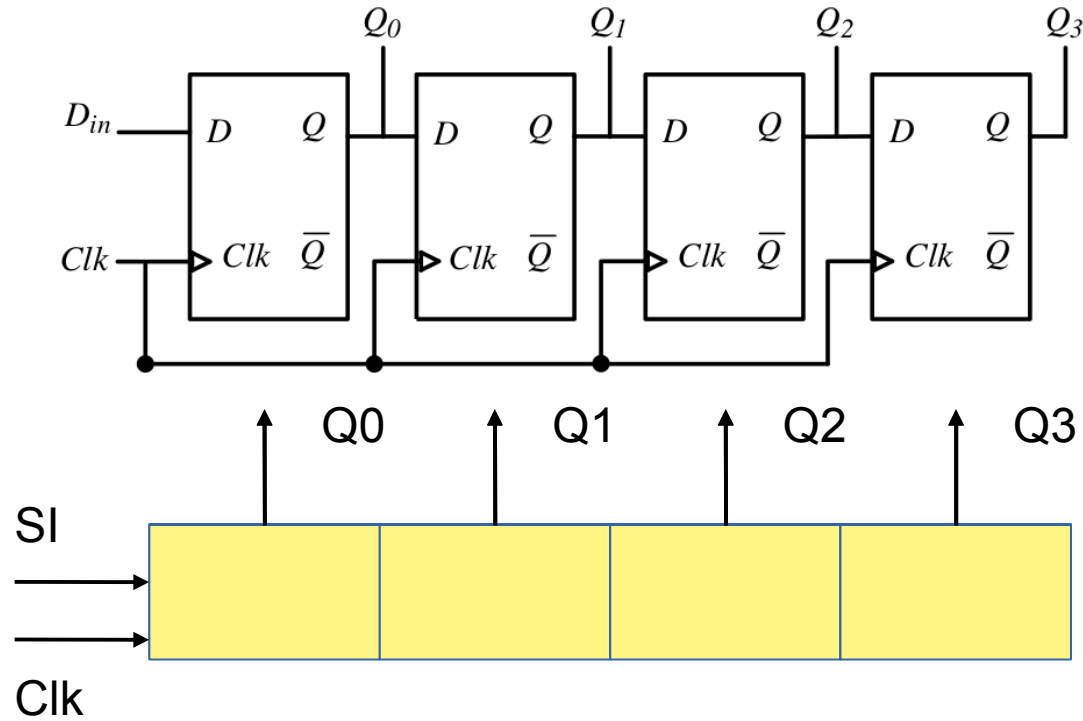 Q0 Q1 Q2 Q3
Din D Q D Q D Q D Q
Clk Clk Q̅ Clk Q̅ Clk Q̅ Clk Q̅
Q0 Q1 Q2 Q3
SI
Clk